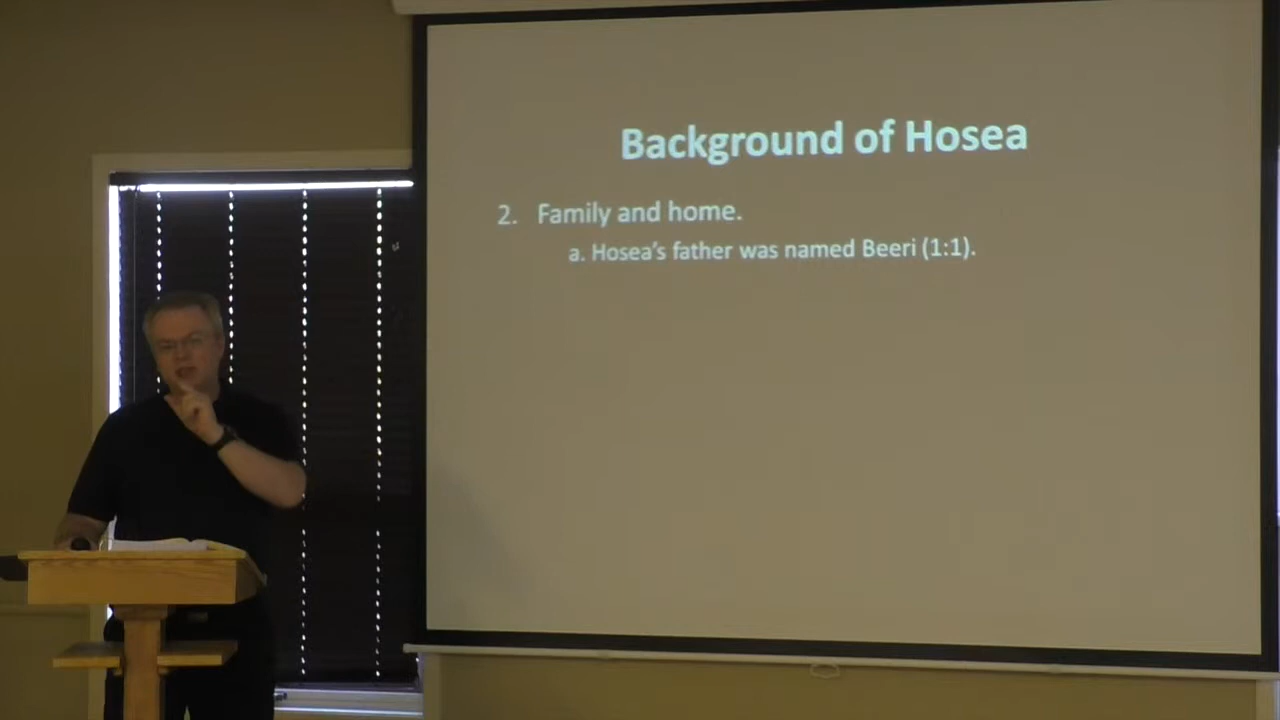 Background of Hosea
2. Family and home.
a. Hosea's father was named Beeri (1:1).